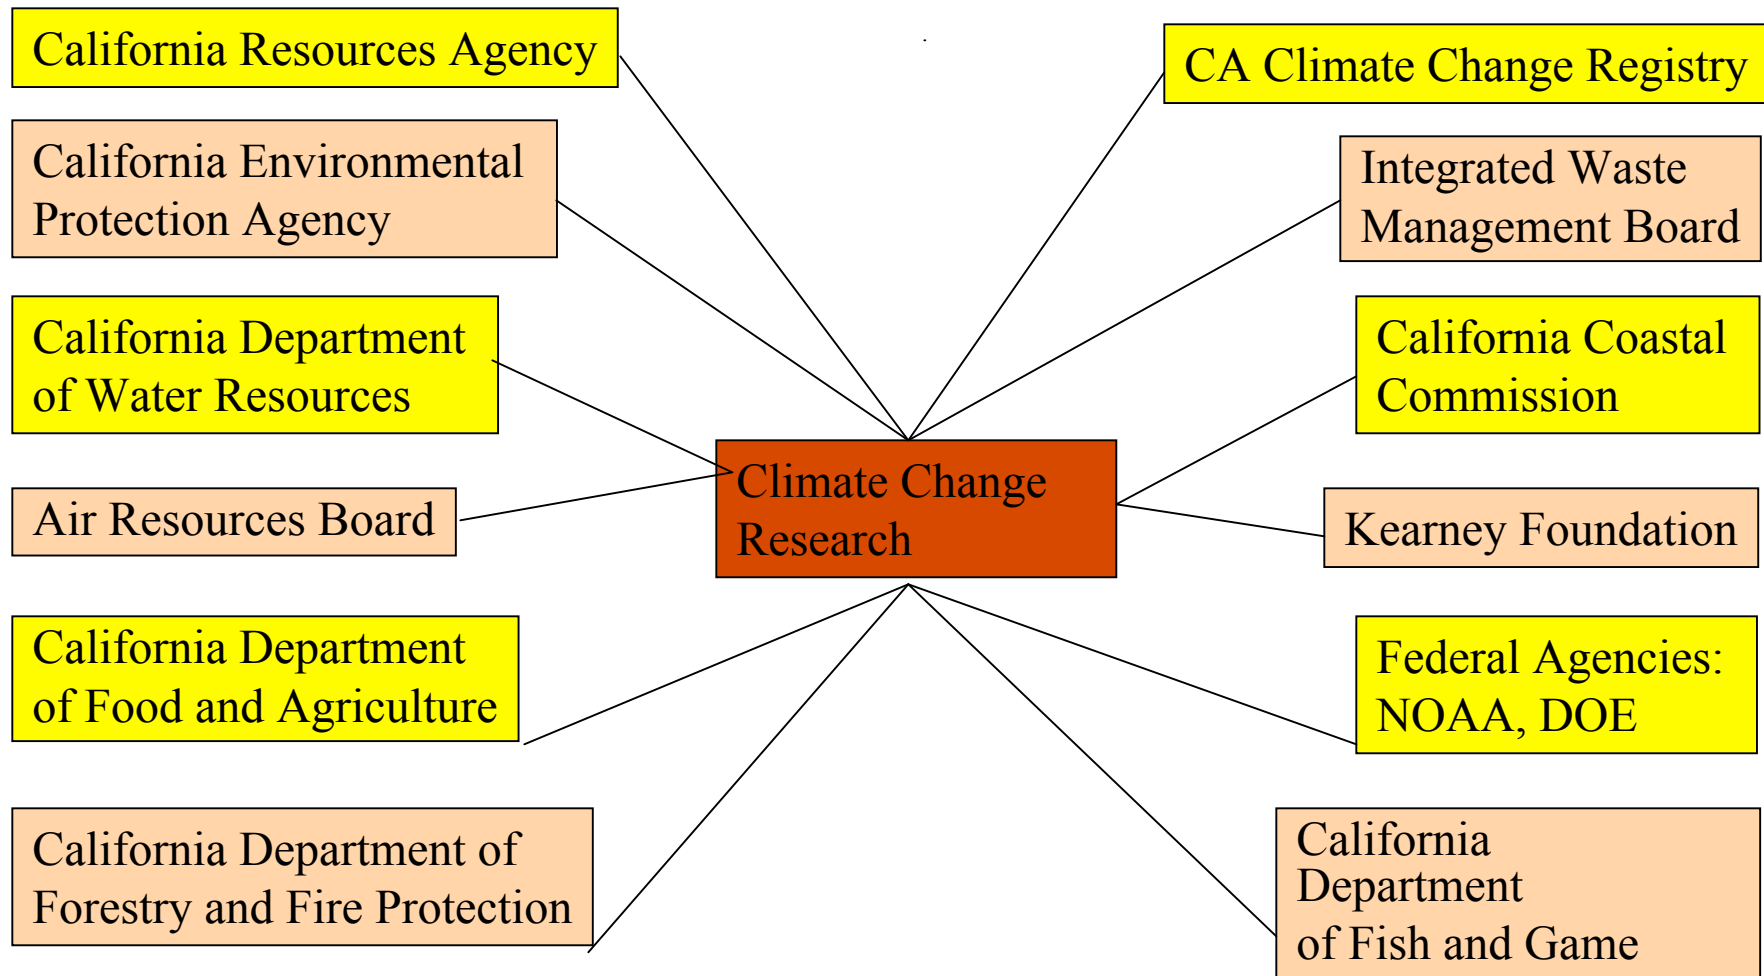 California Resources Agency
California Environmental
Protection Agency
California Department
of Water Resources
Air Resources Board
California Department
of Food and Agriculture
California Department of
Forestry and Fire Protection
Climate Change
Research
CA Climate Change Registry
Integrated Waste
Management Board
California Coastal
Commission
Kearney Foundation
Federal Agencies:
NOAA, DOE
California
Department
of Fish and Game